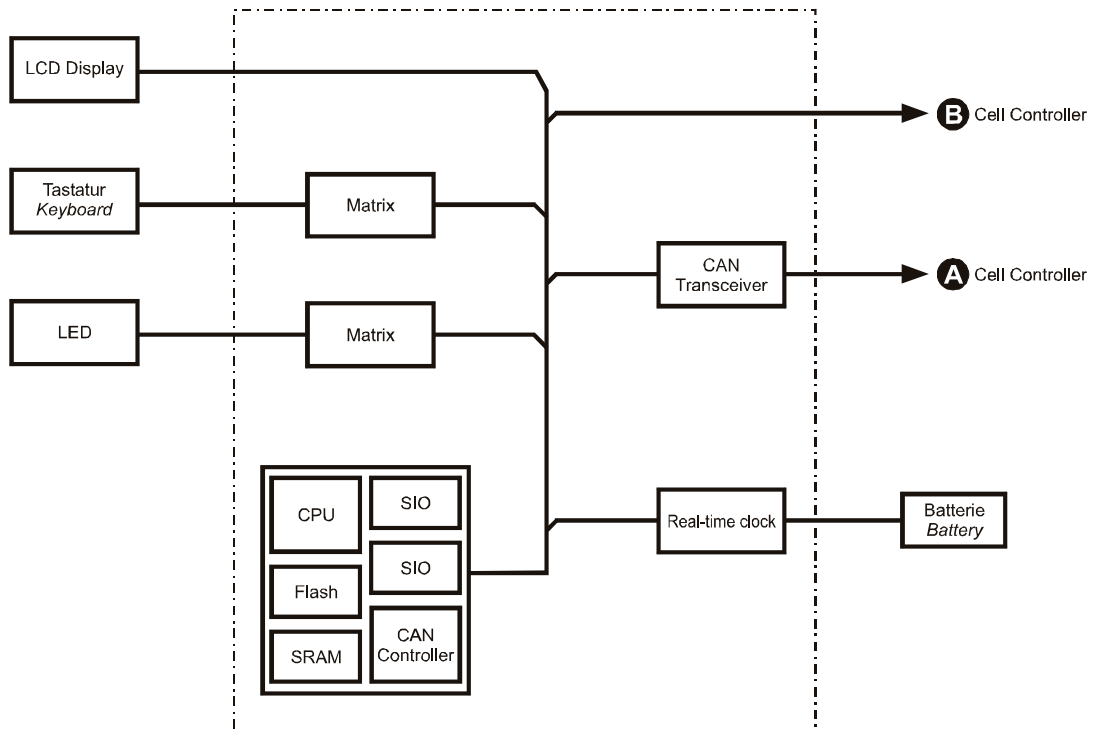 LCD Display
B Cell Controller
Tastatur
Keyboard
Matrix
CAN
Transceiver
A Cell Controller
LED
Matrix
CPU
SIO
SIO
Flash
CAN
Controller
SRAM
Real-time clock
Batterie
Battery